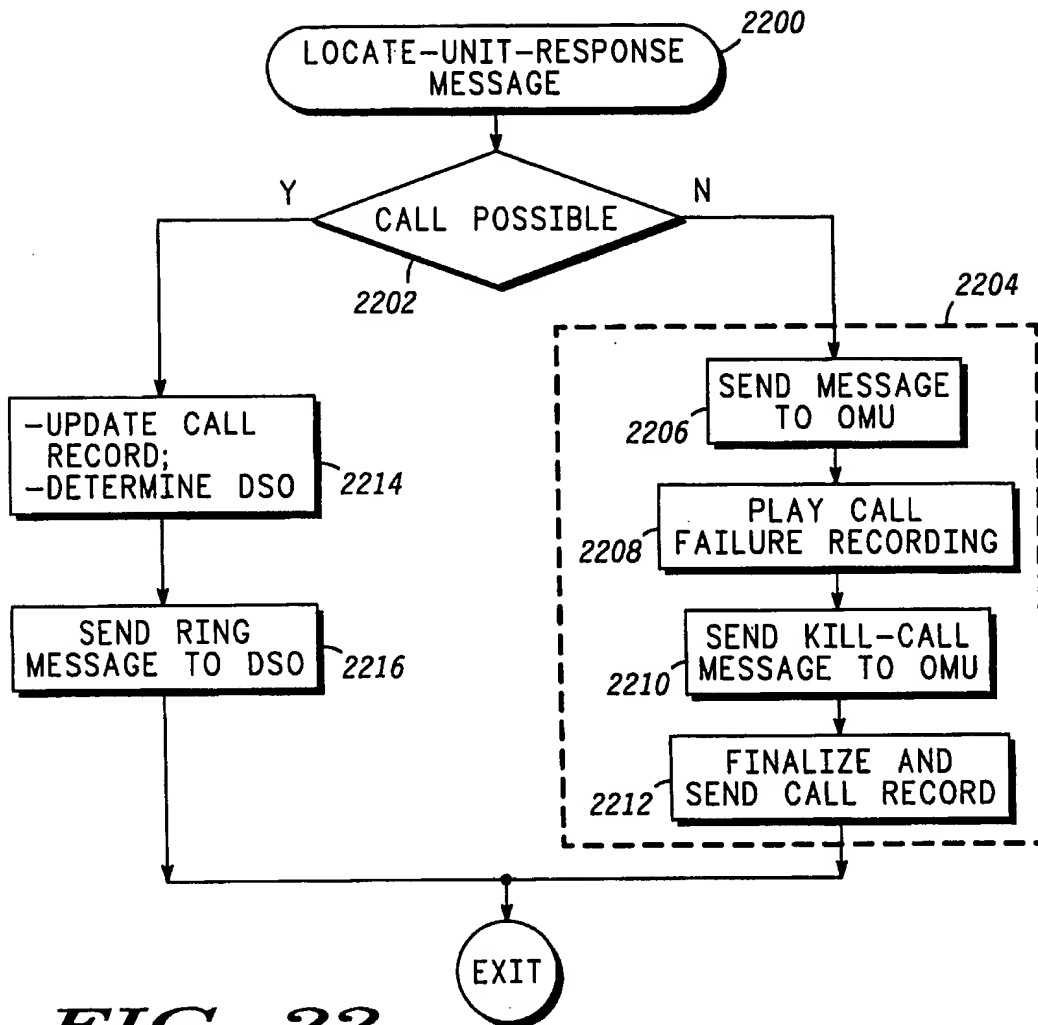 2200
LOCATE-UNIT-RESPONSE
MESSAGE
Y
N
CALL POSSIBLE
2202
2204
-UPDATE CALL
RECORD;
-DETERMINE DSO
2214
SEND MESSAGE
TO OMU
2206
PLAY CALL
FAILURE RECORDING
2208
SEND RING
MESSAGE TO DSO
2216
SEND KILL-CALL
MESSAGE TO OMU
2210
FINALIZE AND
SEND CALL RECORD
2212
EXIT
FIG. 22